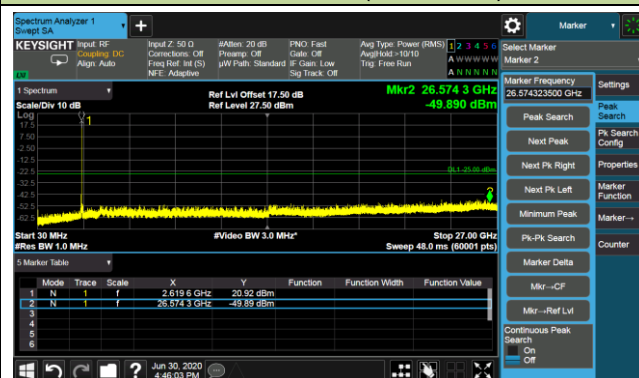 Spectrum Analyzer 1
Swept SA
+
Marker
KEYSIGHT
Input: RF
Coupling: DC
Align: Auto
Input Z: 50 Ω
Corrections: Off
Freq Ref: Int (S)
NFE: Adaptive
#Atten: 20 dB
Preamp: Off
µW Path: Standard
PNO: Fast
Gate: Off
IF Gain: Low
Sig Track: Off
Avg Type: Power (RMS)
Avg|Hold:>10/10
Trig: Free Run
1 2 3 4 5 6
A W W W W W
A N N N N N
Select Marker
Marker 2
Marker Frequency
26.574323500 GHz
Settings
Peak Search
Next Peak
Next Pk Right
Next Pk Left
Minimum Peak
Pk-Pk Search
Marker Delta
Mkr→CF
Mkr→Ref Lvl
Continuous Peak
Search
On
Off
Peak
Search
Pk Search
Config
Properties
Marker
Function
Marker→
Counter
1 Spectrum
Scale/Div 10 dB
Log
Ref Lvl Offset 17.50 dB
Ref Level 27.50 dBm
Mkr2 26.574 3 GHz
-49.890 dBm
17.5
7.50
-2.50
-12.5
-22.5
-32.5
-42.5
-52.5
-62.5
1
DL1 -25.00 dBm
2
Start 30 MHz
#Res BW 1.0 MHz
#Video BW 3.0 MHz*
Stop 27.00 GHz
Sweep 48.0 ms (60001 pts)
5 Marker Table
Mode Trace Scale X Y Function Function Width Function Value
1 N 1 f 2.619 6 GHz 20.92 dBm
2 N 1 f 26.574 3 GHz -49.89 dBm
3
4
5
6
?
Jun 30, 2020
4:46:03 PM